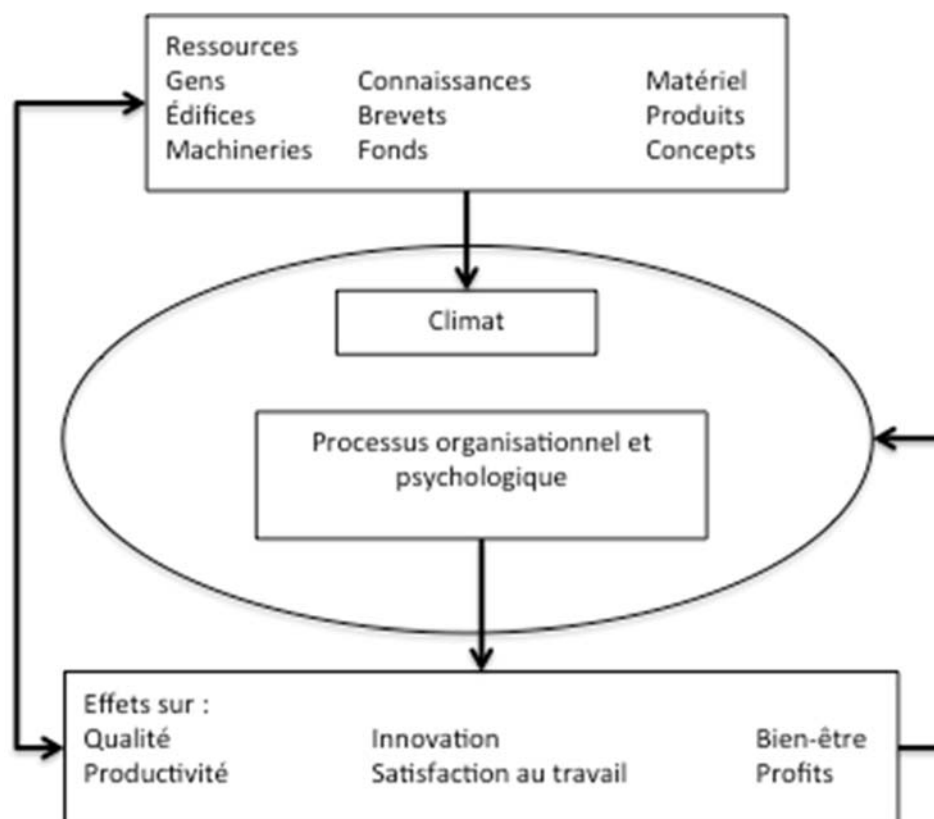 Ressources
Gens Connaissances Matériel
Édifices Brevets Produits
Machineries Fonds Concepts
Climat
Processus organisationnel et
psychologique
Effets sur :
Qualité Innovation Bien-être
Productivité Satisfaction au travail Profits